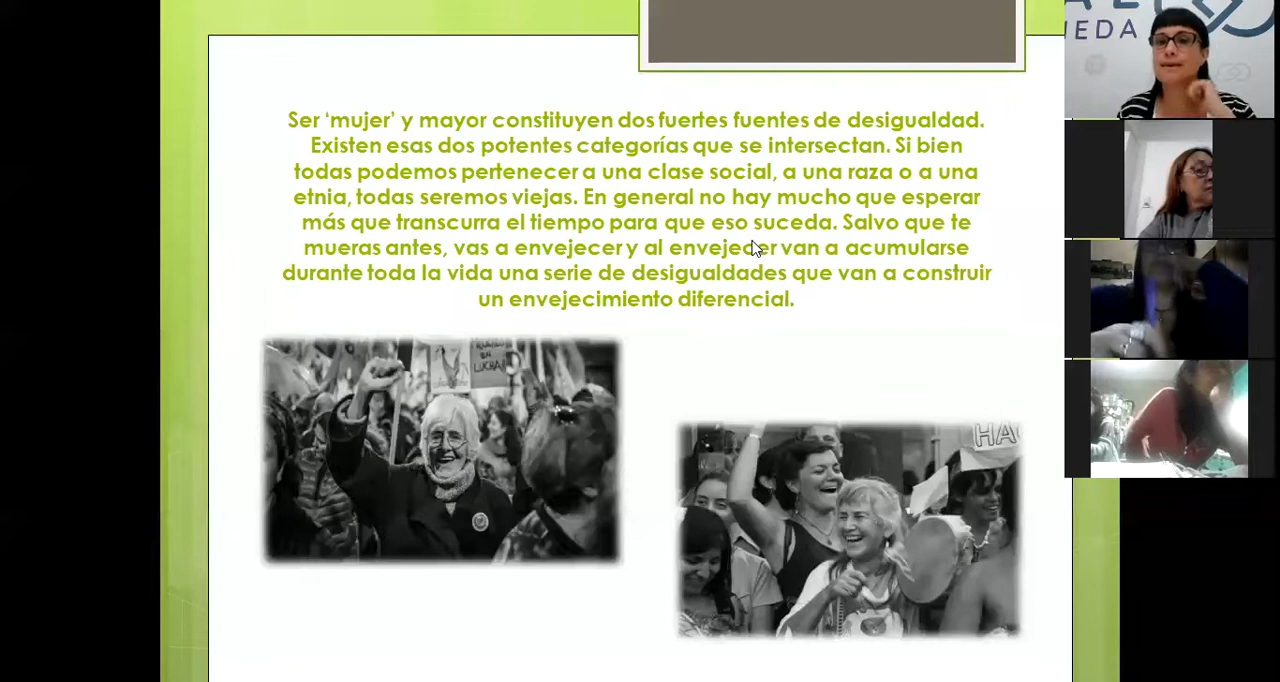 Ser ‘mujer’ y mayor constituyen dos fuertes fuentes de desigualdad.
Existen esas dos potentes categorías que se intersectan. Si bien
todas podemos pertenecer a una clase social, a una raza o a una
etnia, todas seremos viejas. En general no hay mucho que esperar
más que transcurra el tiempo para que eso suceda. Salvo que te
mueras antes, vas a envejecer y al envejecer van a acumularse
durante toda la vida una serie de desigualdades que van a construir
un envejecimiento diferencial.
EN
LUCHA
HA